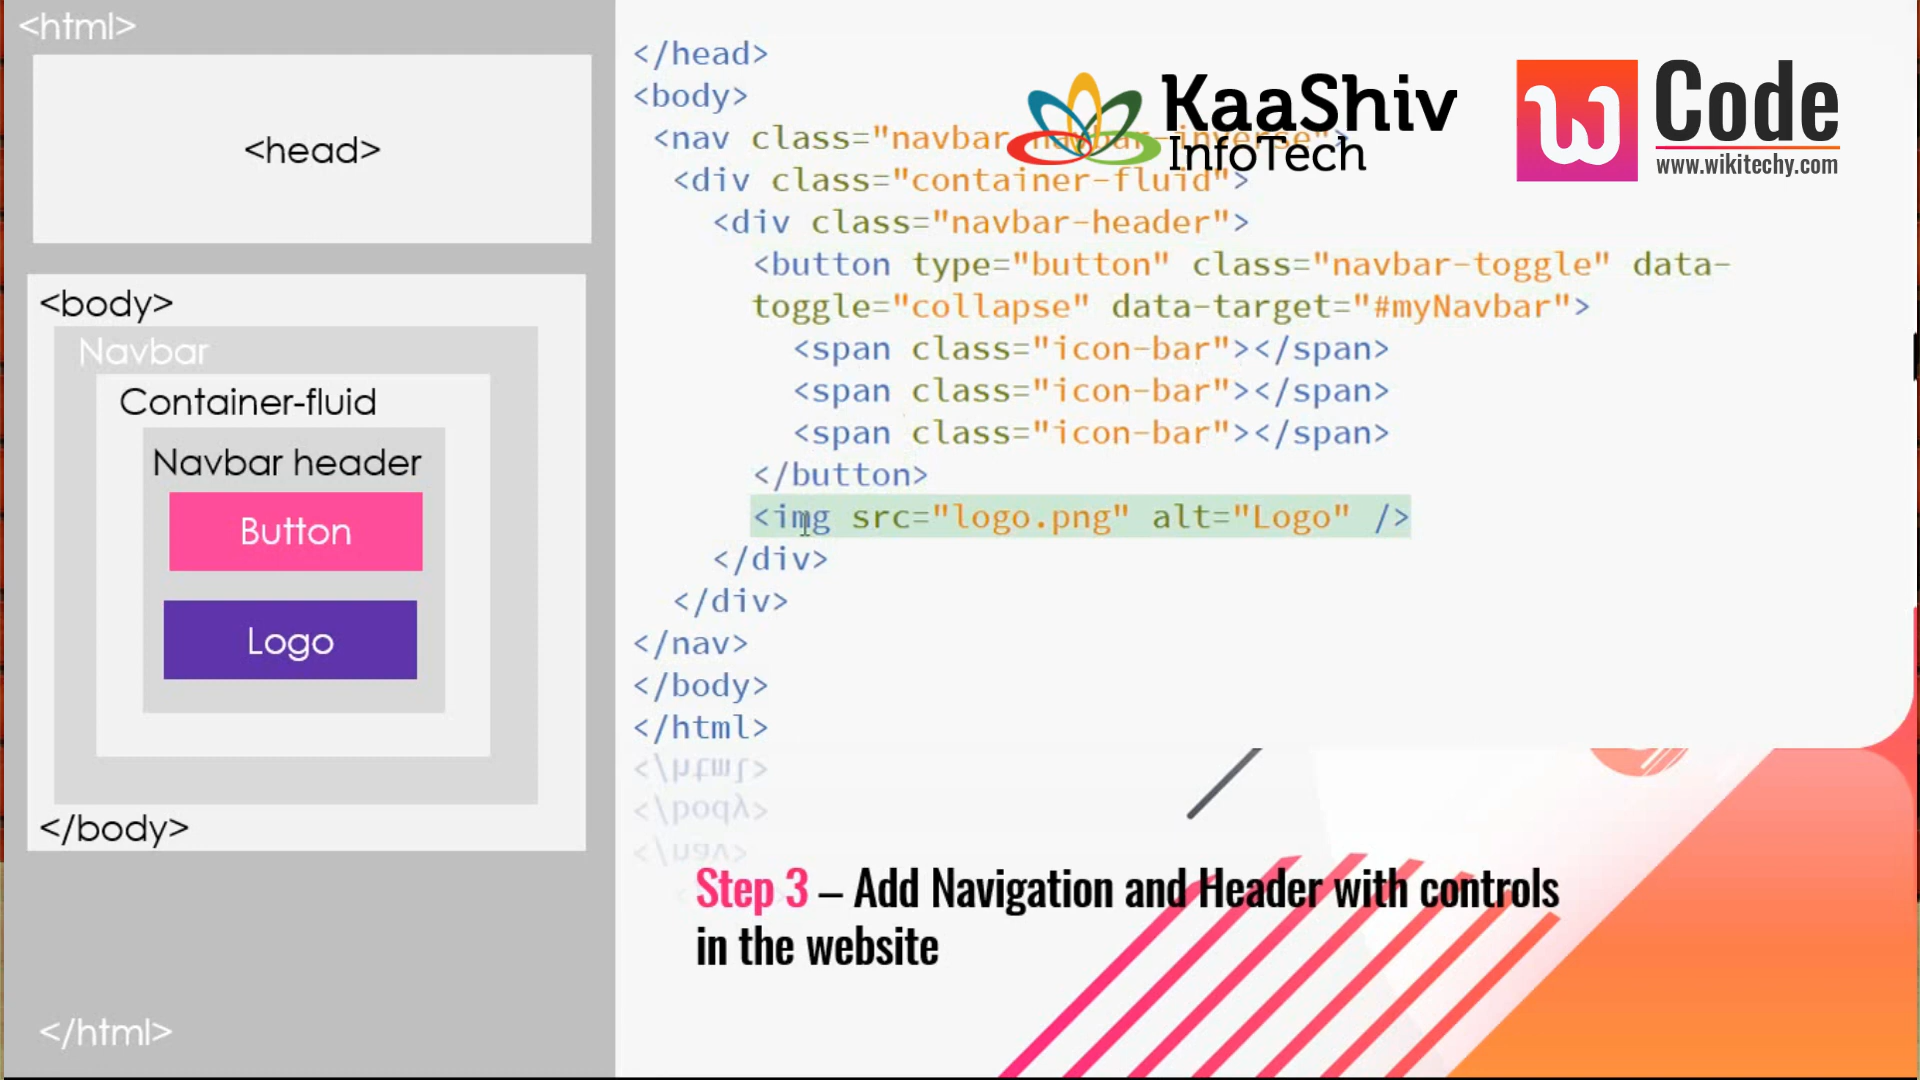 <html>
<head>
<body>
Navbar
Container-fluid
Navbar header
Button
Logo
</body>
</html>
</head>
<body>
<nav class="navbar navbar-inverse">
<div class="container-fluid">
<div class="navbar-header">
<button type="button" class="navbar-toggle" data-
toggle="collapse" data-target="#myNavbar">
<span class="icon-bar"></span>
<span class="icon-bar"></span>
<span class="icon-bar"></span>
</button>
<img src="logo.png" alt="Logo" />
</div>
</div>
</nav>
</body>
</html>
KaaShiv
InfoTech
W Code
www.wikitechy.com
Step 3 – Add Navigation and Header with controls
in the website